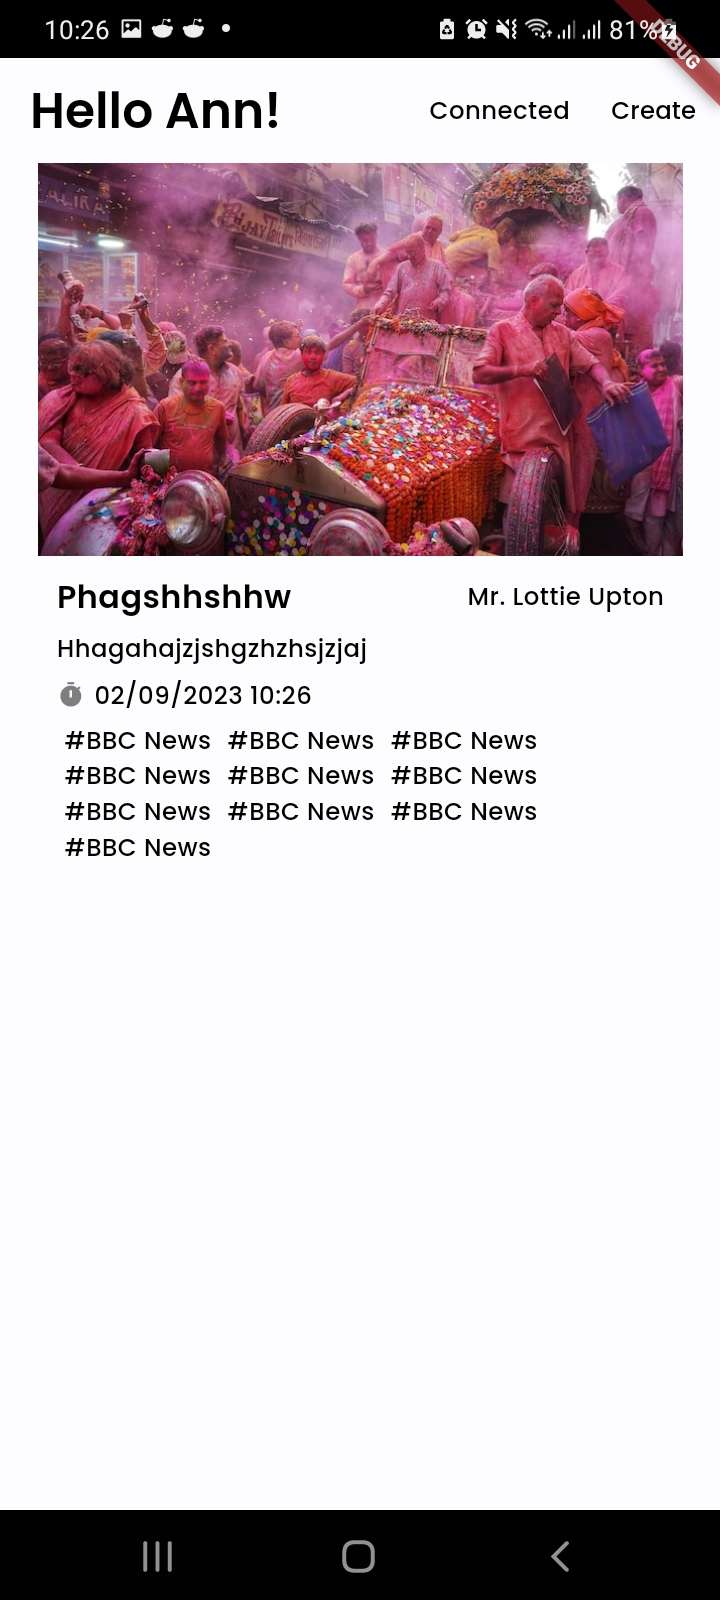 10:26 81%
DEBUG
Hello Ann! Connected Create
Phagshhshhw Mr. Lottie Upton
Hhagahajzjshgzhzhsjzjaj
02/09/2023 10:26
#BBC News #BBC News #BBC News
#BBC News #BBC News #BBC News
#BBC News #BBC News #BBC News
#BBC News